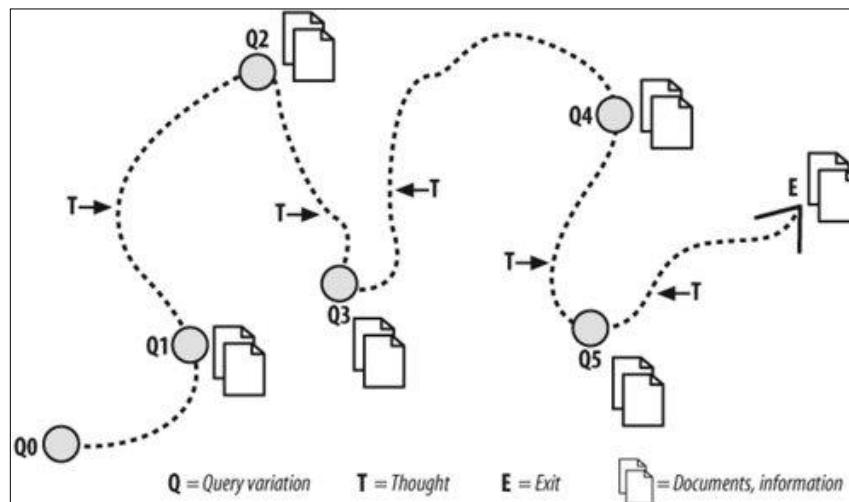 Q2
Q4
E
T
T
T
T
T
Q3
Q1
Q5
Q0
Q = Query variation
T = Thought
E = Exit
= Documents, information